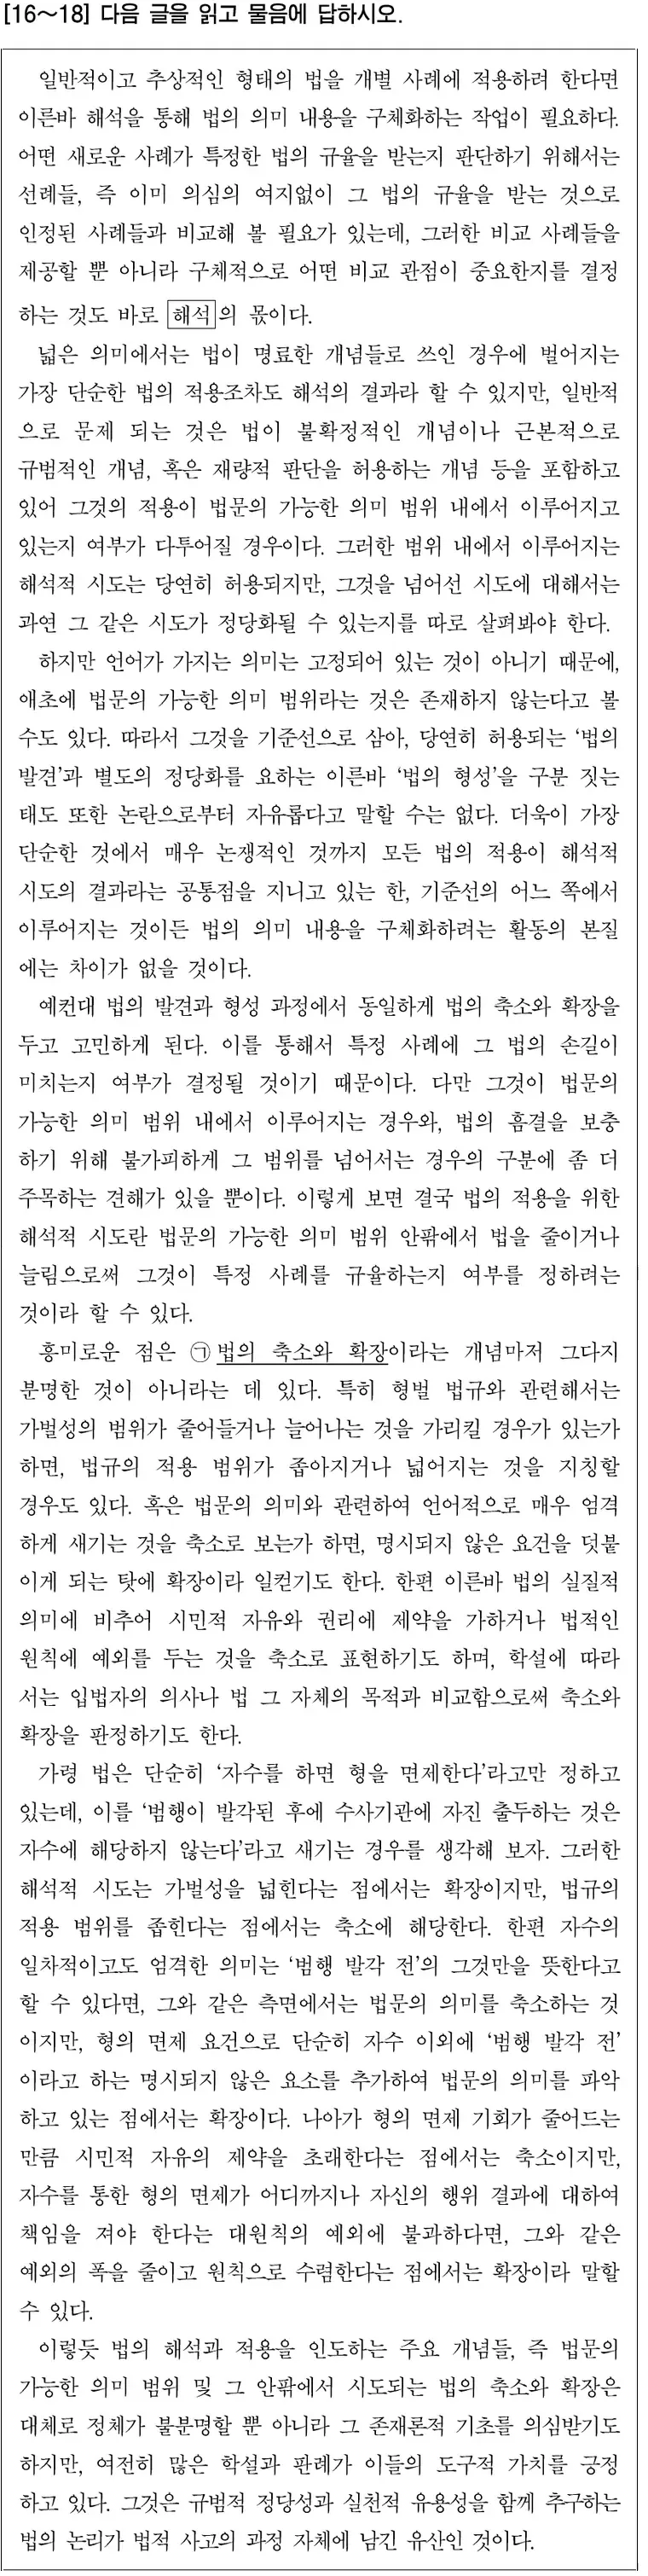 [16～18] 다음 글을 읽고 물음에 답하시오.
일반적이고 추상적인 형태의 법을 개별 사례에 적용하려 한다면
이른바 해석을 통해 법의 의미 내용을 구체화하는 작업이 필요하다.
어떤 새로운 사례가 특정한 법의 규율을 받는지 판단하기 위해서는
선례들, 즉 이미 의심의 여지없이 그 법의 규율을 받는 것으로
인정된 사례들과 비교해 볼 필요가 있는데, 그러한 비교 사례들을
제공할 뿐 아니라 구체적으로 어떤 비교 관점이 중요한지를 결정
하는 것도 바로 해석의 몫이다.
넓은 의미에서는 법이 명료한 개념들로 쓰인 경우에 벌어지는
가장 단순한 법의 적용조차도 해석의 결과라 할 수 있지만, 일반적
으로 문제 되는 것은 법이 불확정적인 개념이나 근본적으로
규범적인 개념, 혹은 재량적 판단을 허용하는 개념 등을 포함하고
있어 그것의 적용이 법문의 가능한 의미 범위 내에서 이루어지고
있는지 여부가 다투어질 경우이다. 그러한 범위 내에서 이루어지는
해석적 시도는 당연히 허용되지만, 그것을 넘어선 시도에 대해서는
과연 그 같은 시도가 정당화될 수 있는지를 따로 살펴봐야 한다.
하지만 언어가 가지는 의미는 고정되어 있는 것이 아니기 때문에,
애초에 법문의 가능한 의미 범위라는 것은 존재하지 않는다고 볼
수도 있다. 따라서 그것을 기준선으로 삼아, 당연히 허용되는 ‘법의
발견’과 별도의 정당화를 요하는 이른바 ‘법의 형성’을 구분 짓는
태도 또한 논란으로부터 자유롭다고 말할 수는 없다. 더욱이 가장
단순한 것에서 매우 논쟁적인 것까지 모든 법의 적용이 해석적
시도의 결과라는 공통점을 지니고 있는 한, 기준선의 어느 쪽에서
이루어지는 것이든 법의 의미 내용을 구체화하려는 활동의 본질
에는 차이가 없을 것이다.
예컨대 법의 발견과 형성 과정에서 동일하게 법의 축소와 확장을
두고 고민하게 된다. 이를 통해서 특정 사례에 그 법의 손길이
미치는지 여부가 결정될 것이기 때문이다. 다만 그것이 법문의
가능한 의미 범위 내에서 이루어지는 경우와, 법의 흠결을 보충
하기 위해 불가피하게 그 범위를 넘어서는 경우의 구분에 좀 더
주목하는 견해가 있을 뿐이다. 이렇게 보면 결국 법의 적용을 위한
해석적 시도란 법문의 가능한 의미 범위 안팎에서 법을 줄이거나
늘림으로써 그것이 특정 사례를 규율하는지 여부를 정하려는
것이라 할 수 있다.
흥미로운 점은 ㉠법의 축소와 확장이라는 개념마저 그다지
분명한 것이 아니라는 데 있다. 특히 형벌 법규와 관련해서는
가벌성의 범위가 줄어들거나 늘어나는 것을 가리킬 경우가 있는가
하면, 법규의 적용 범위가 좁아지거나 넓어지는 것을 지칭할
경우도 있다. 혹은 법문의 의미와 관련하여 언어적으로 매우 엄격
하게 새기는 것을 축소로 보는가 하면, 명시되지 않은 요건을 덧붙
이게 되는 탓에 확장이라 일컫기도 한다. 한편 이른바 법의 실질적
의미에 비추어 시민적 자유와 권리에 제약을 가하거나 법적인
원칙에 예외를 두는 것을 축소로 표현하기도 하며, 학설에 따라
서는 입법자의 의사나 법 그 자체의 목적과 비교함으로써 축소와
확장을 판정하기도 한다.
가령 법은 단순히 ‘자수를 하면 형을 면제한다’라고만 정하고
있는데, 이를 ‘범행이 발각된 후에 수사기관에 자진 출두하는 것은
자수에 해당하지 않는다’라고 새기는 경우를 생각해 보자. 그러한
해석적 시도는 가벌성을 넓힌다는 점에서는 확장이지만, 법규의
적용 범위를 좁힌다는 점에서는 축소에 해당한다. 한편 자수의
일차적이고도 엄격한 의미는 ‘범행 발각 전’의 그것만을 뜻한다고
할 수 있다면, 그와 같은 측면에서는 법문의 의미를 축소하는 것
이지만, 형의 면제 요건으로 단순히 자수 이외에 ‘범행 발각 전’
이라고 하는 명시되지 않은 요소를 추가하여 법문의 의미를 파악
하고 있는 점에서는 확장이다. 나아가 형의 면제 기회가 줄어드는
만큼 시민적 자유의 제약을 초래한다는 점에서는 축소이지만,
자수를 통한 형의 면제가 어디까지나 자신의 행위 결과에 대하여
책임을 져야 한다는 대원칙의 예외에 불과하다면, 그와 같은
예외의 폭을 줄이고 원칙으로 수렴한다는 점에서는 확장이라 말할
수 있다.
이렇듯 법의 해석과 적용을 인도하는 주요 개념들, 즉 법문의
가능한 의미 범위 및 그 안팎에서 시도되는 법의 축소와 확장은
대체로 정체가 불분명할 뿐 아니라 그 존재론적 기초를 의심받기도
하지만, 여전히 많은 학설과 판례가 이들의 도구적 가치를 긍정
하고 있다. 그것은 규범적 정당성과 실천적 유용성을 함께 추구하는
법의 논리가 법적 사고의 과정 자체에 남긴 유산인 것이다.